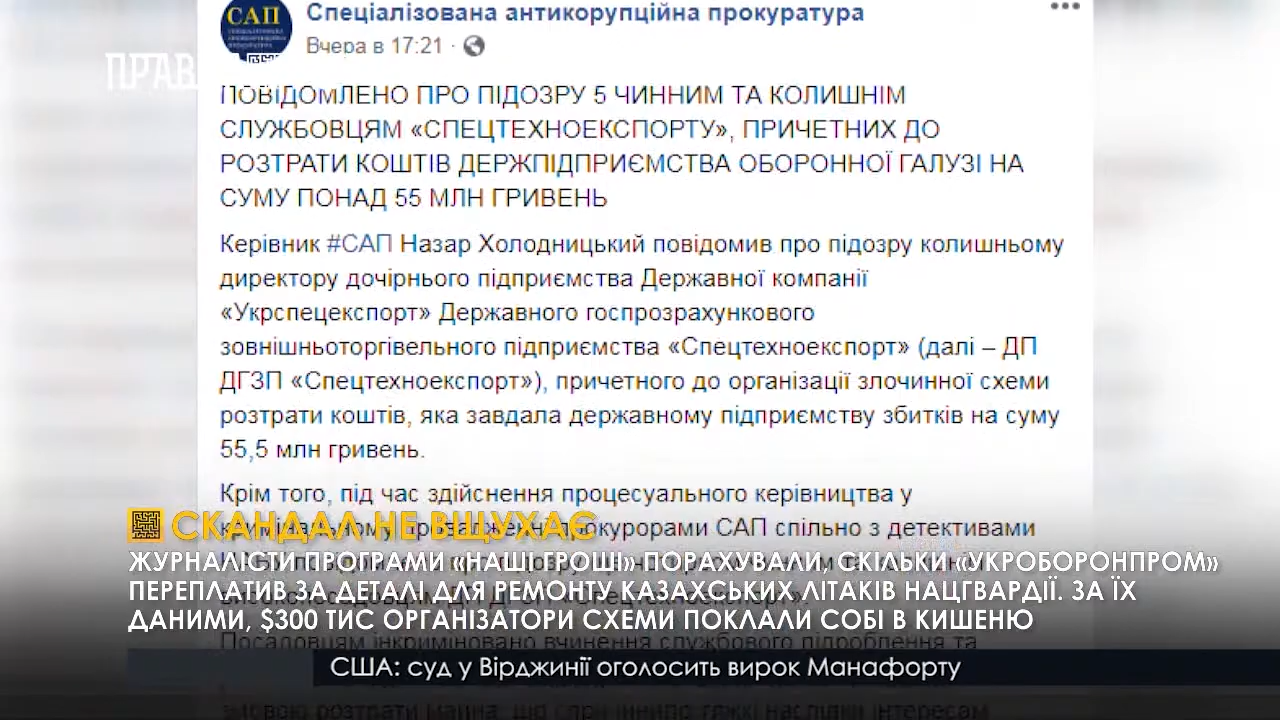 САП
Спеціалізована антикорупційна прокуратура
Вчера в 17:21 ·
ПРАВ
ПОВІДОМЛЕНО ПРО ПІДОЗРУ 5 ЧИННИМ ТА КОЛИШНІМ
СЛУЖБОВЦЯМ «СПЕЦТЕХНОЕКСПОРТУ», ПРИЧЕТНИХ ДО
РОЗТРАТИ КОШТІВ ДЕРЖПІДПРИЄМСТВА ОБОРОННОЇ ГАЛУЗІ НА
СУМУ ПОНАД 55 МЛН ГРИВЕНЬ
Керівник #САП Назар Холодницький повідомив про підозру колишньому
директору дочірнього підприємства Державної компанії
«Укрспецекспорт» Державного госпрозрахункового
зовнішньоторгівельного підприємства «Спецтехноекспорт» (далі – ДП
ДГЗП «Спецтехноекспорт»), причетного до організації злочинної схеми
розтрати коштів, яка завдала державному підприємству збитків на суму
55,5 млн гривень.
Крім того, під час здійснення процесуального керівництва у
прокурорами САП спільно з детективами
СКАНДАЛ НЕ ВЩУХАЄ
ЖУРНАЛІСТИ ПРОГРАМИ «НАШІ ГРОШІ» ПОРАХУВАЛИ, СКІЛЬКИ «УКРОБОРОНПРОМ»
ПЕРЕПЛАТИВ ЗА ДЕТАЛІ ДЛЯ РЕМОНТУ КАЗАХСЬКИХ ЛІТАКІВ НАЦГВАРДІЇ. ЗА ЇХ
ДАНИМИ, $300 ТИС ОРГАНІЗАТОРИ СХЕМИ ПОКЛАЛИ СОБІ В КИШЕНЮ
Посадовцям інкриміновано вчинення службового підроблення та
США: суд у Вірджинії оголосить вирок Манафорту